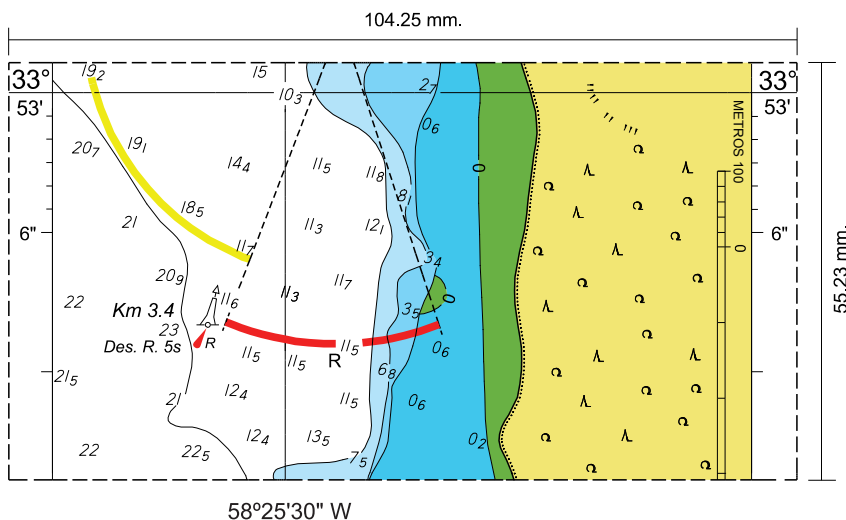 104.25 mm.
33° 19₂ 15 10₃ 2₇ 33°
53' 0₆ METROS 100 53'
20₇ 19₁ 14₄ 11₅ 11₈ 0
18₅ 8₁
21 11₃ 12₁
6" 11₇ 3₄ 0 6"
20₉ 11₇
22 11₆ 11₃ 0
Km 3.4 3₅
23
Des. R. 5s R 11₅ 0₆
11₅ 11₅ R
21₅ 6₈
21 12₄ 11₅ 0₆
22 22₅ 12₄ 13₅ 7₅ 0₂
55.23 mm.
58°25'30" W